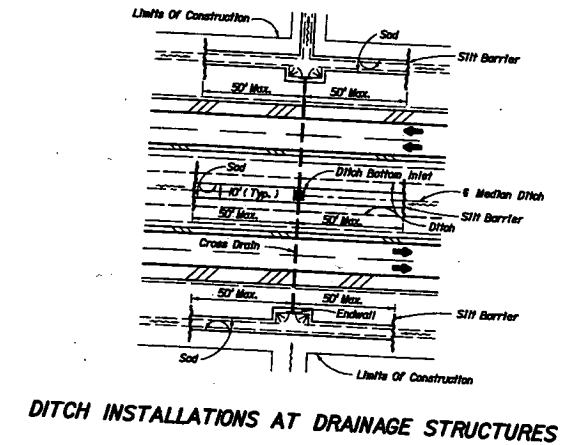 Limits Of Construction
Sod
Silt Barrier
50' Max. 50' Max.
Sod
Ditch Bottom Inlet
10' (Typ.)
℄ Median Ditch
Silt Barrier
50' Max. 50' Max.
Ditch
Cross Drain
50' Max. 50' Max.
Endwall
Silt Barrier
Sod
Limits Of Construction
DITCH INSTALLATIONS AT DRAINAGE STRUCTURES